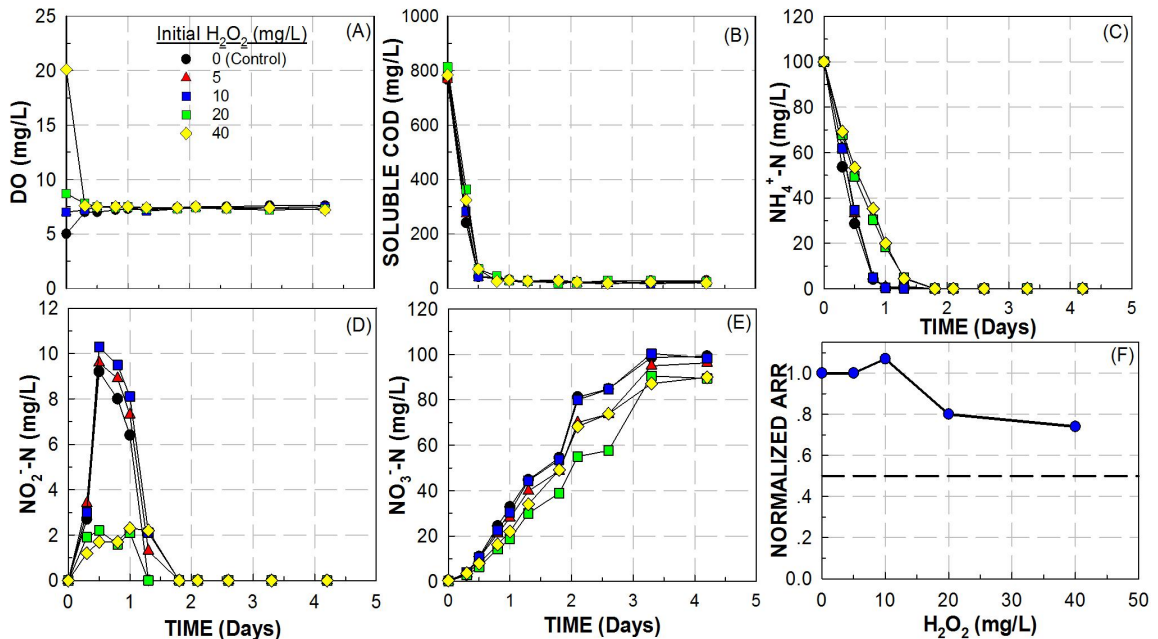 (A)
DO (mg/L)
25
20
15
10
5
0
Initial H₂O₂ (mg/L)
0 (Control)
5
10
20
40
(B)
SOLUBLE COD (mg/L)
1000
800
600
400
200
0
(C)
NH₄⁺-N (mg/L)
120
100
80
60
40
20
0
0 1 2 3 4 5
TIME (Days)
(D)
NO₂⁻-N (mg/L)
12
10
8
6
4
2
0
0 1 2 3 4 5
TIME (Days)
(E)
NO₃⁻-N (mg/L)
120
100
80
60
40
20
0
0 1 2 3 4 5
TIME (Days)
(F)
NORMALIZED ARR
1.0
.8
.6
.4
.2
0.0
0 10 20 30 40 50
H₂O₂ (mg/L)